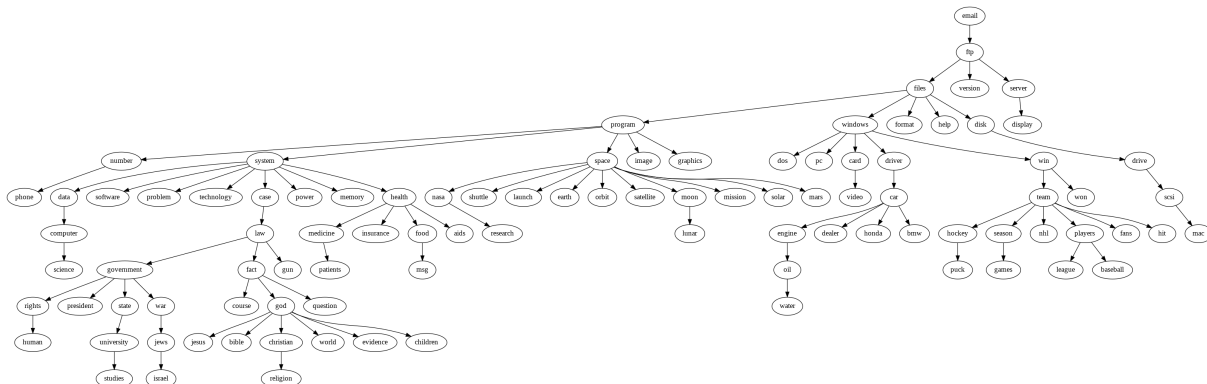 email
ftp
files version server
program windows format help disk display
number system space image graphics dos pc card driver win drive
phone data software problem technology case power memory health nasa shuttle launch earth orbit satellite moon mission solar mars video car team won scsi
computer law medicine insurance food aids research lunar engine dealer honda bmw hockey season nhl players fans hit mac
science government fact gun patients msg oil puck games league baseball
rights president state war course god question water
human university jews jesus bible christian world evidence children
studies israel religion